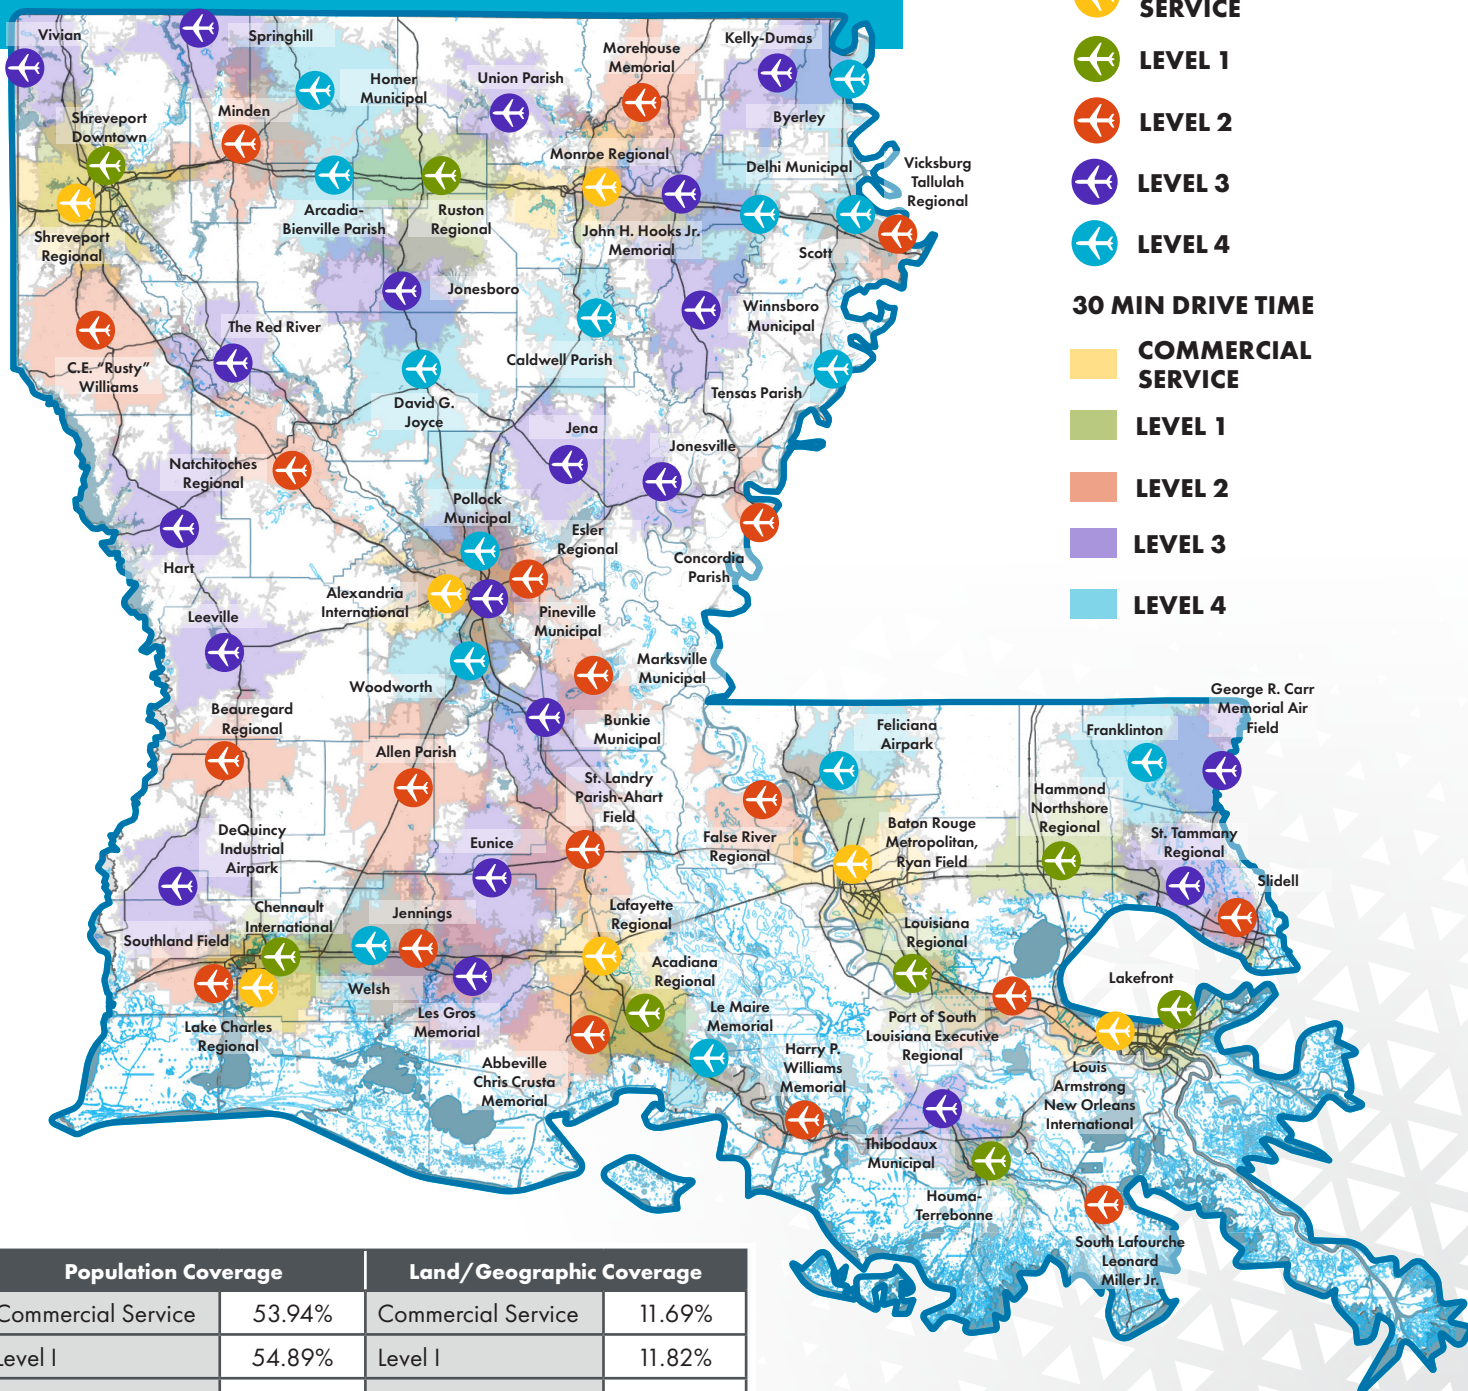 Vivian
Springhill
Homer
Municipal
Union Parish
Morehouse
Memorial
Kelly-Dumas
Byerley
Shreveport
Downtown
Minden
Monroe Regional
Delhi Municipal
Vicksburg
Tallulah
Regional
Shreveport
Regional
Arcadia-
Bienville Parish
Ruston
Regional
John H. Hooks Jr.
Memorial
Scott
Jonesboro
Winnsboro
Municipal
The Red River
C.E. “Rusty”
Williams
Caldwell Parish
Tensas Parish
David G.
Joyce
Jena
Jonesville
Natchitoches
Regional
Pollock
Municipal
Esler
Regional
Concordia
Parish
Hart
Alexandria
International
Pineville
Municipal
Leeville
Marksville
Municipal
Woodworth
Beauregard
Regional
Allen Parish
Bunkie
Municipal
St. Landry
Parish-Ahart
Field
Feliciana
Airpark
Franklinton
George R. Carr
Memorial Air
Field
Hammond
Northshore
Regional
DeQuincy
Industrial
Airpark
Eunice
False River
Regional
Baton Rouge
Metropolitan,
Ryan Field
St. Tammany
Regional
Slidell
Chennault
International
Jennings
Lafayette
Regional
Louisiana
Regional
Southland Field
Acadiana
Regional
Lakefront
Welsh
Lake Charles
Regional
Les Gros
Memorial
Le Maire
Memorial
Port of South
Louisiana Executive
Regional
Abbeville
Chris Crusta
Memorial
Harry P.
Williams
Memorial
Louis
Armstrong
New Orleans
International
Thibodaux
Municipal
Houma-
Terrebonne
South Lafourche
Leonard
Miller Jr.
SERVICE
LEVEL 1
LEVEL 2
LEVEL 3
LEVEL 4
30 MIN DRIVE TIME
COMMERCIAL
SERVICE
LEVEL 1
LEVEL 2
LEVEL 3
LEVEL 4
Population Coverage Land/Geographic Coverage
Commercial Service 53.94% Commercial Service 11.69%
Level I 54.89% Level I 11.82%